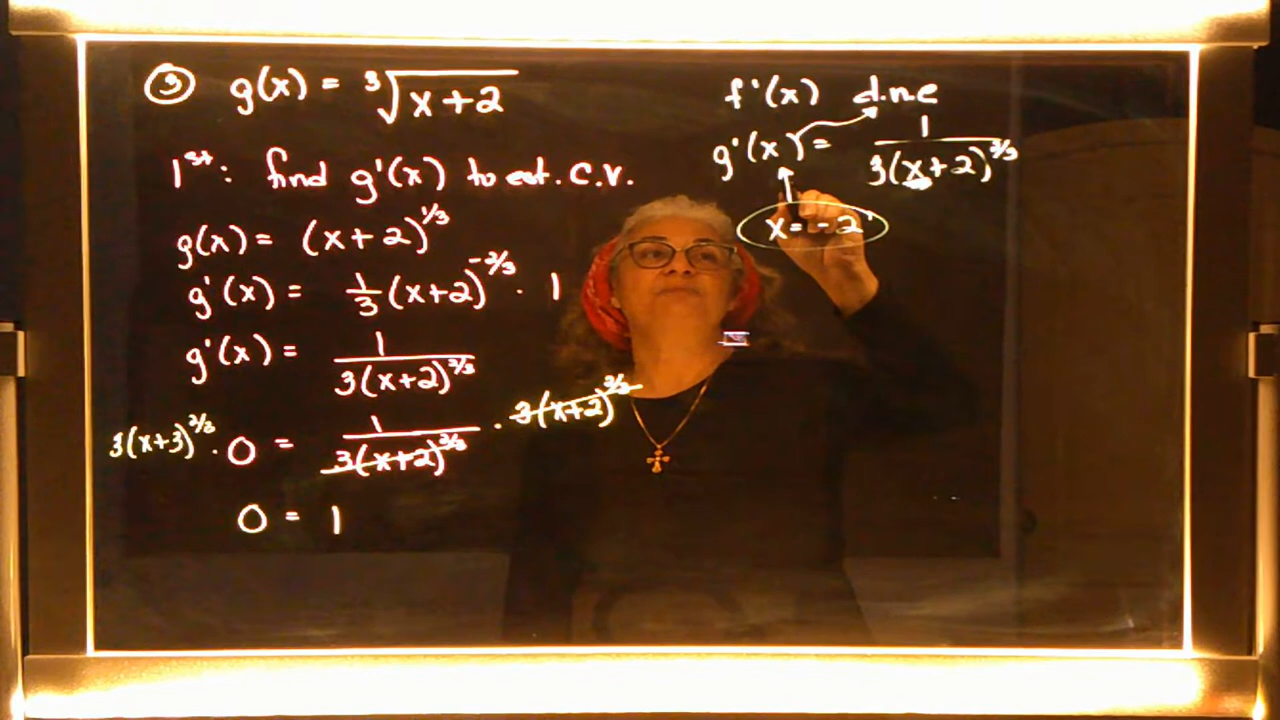 ③ g(x) = ∛(x+2)
1st: find g'(x) to est. C.V.
g(x) = (x+2)^(1/3)
g'(x) = 1/3 (x+2)^(-2/3) · 1
g'(x) = 1/(3(x+2)^(2/3))
3(x+3)^(2/3) · 0 = 1/(3(x+2)^(2/3)) · 3(x+2)^(2/3)
0 = 1
f'(x) d.n.e
g'(x) = 1/(3(x+2)^(2/3))
x = -2